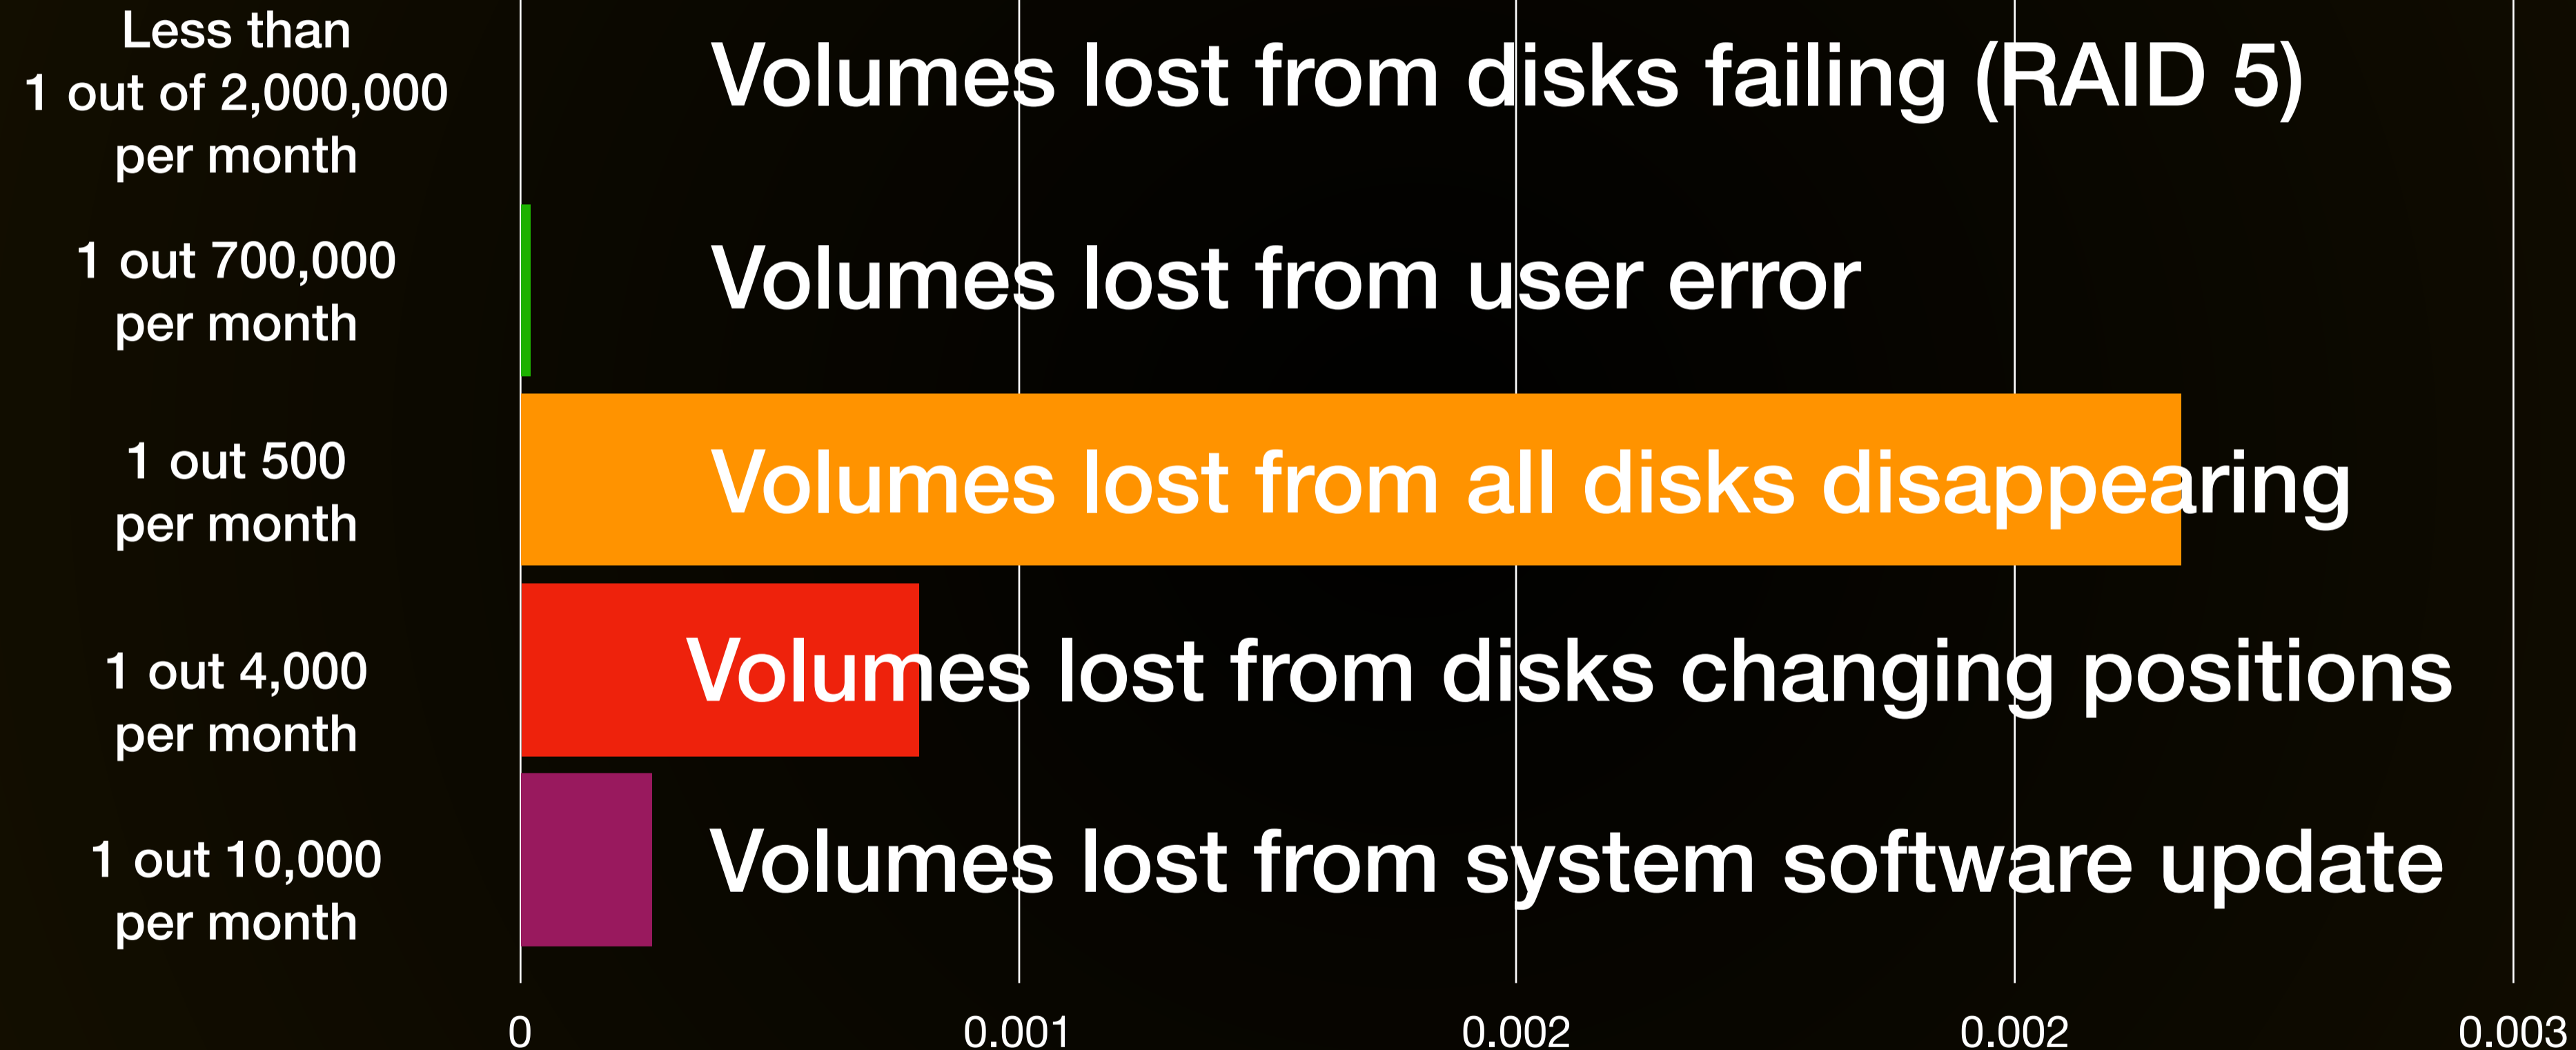 Less than
1 out of 2,000,000
per month
Volumes lost from disks failing (RAID 5)
1 out 700,000
per month
Volumes lost from user error
1 out 500
per month
Volumes lost from all disks disappearing
1 out 4,000
per month
Volumes lost from disks changing positions
1 out 10,000
per month
Volumes lost from system software update
0 0.001 0.002 0.002 0.003